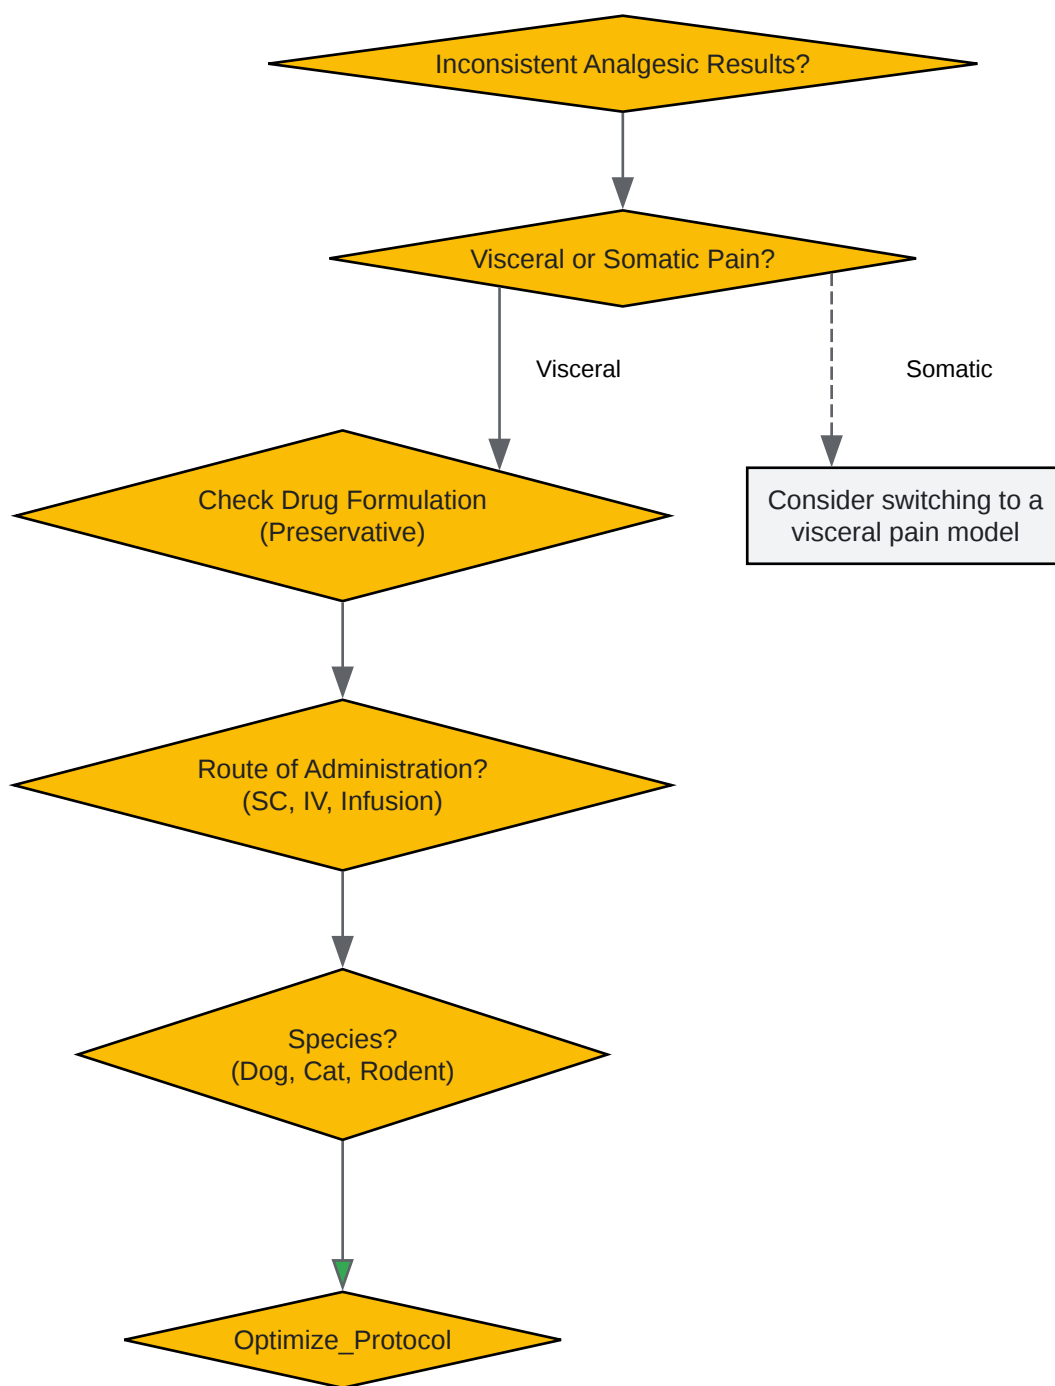 Inconsistent Analgesic Results?
Visceral or Somatic Pain?
Visceral
Somatic
Check Drug Formulation
(Preservative)
Consider switching to a
visceral pain model
Route of Administration?
(SC, IV, Infusion)
Species?
(Dog, Cat, Rodent)
Optimize_Protocol